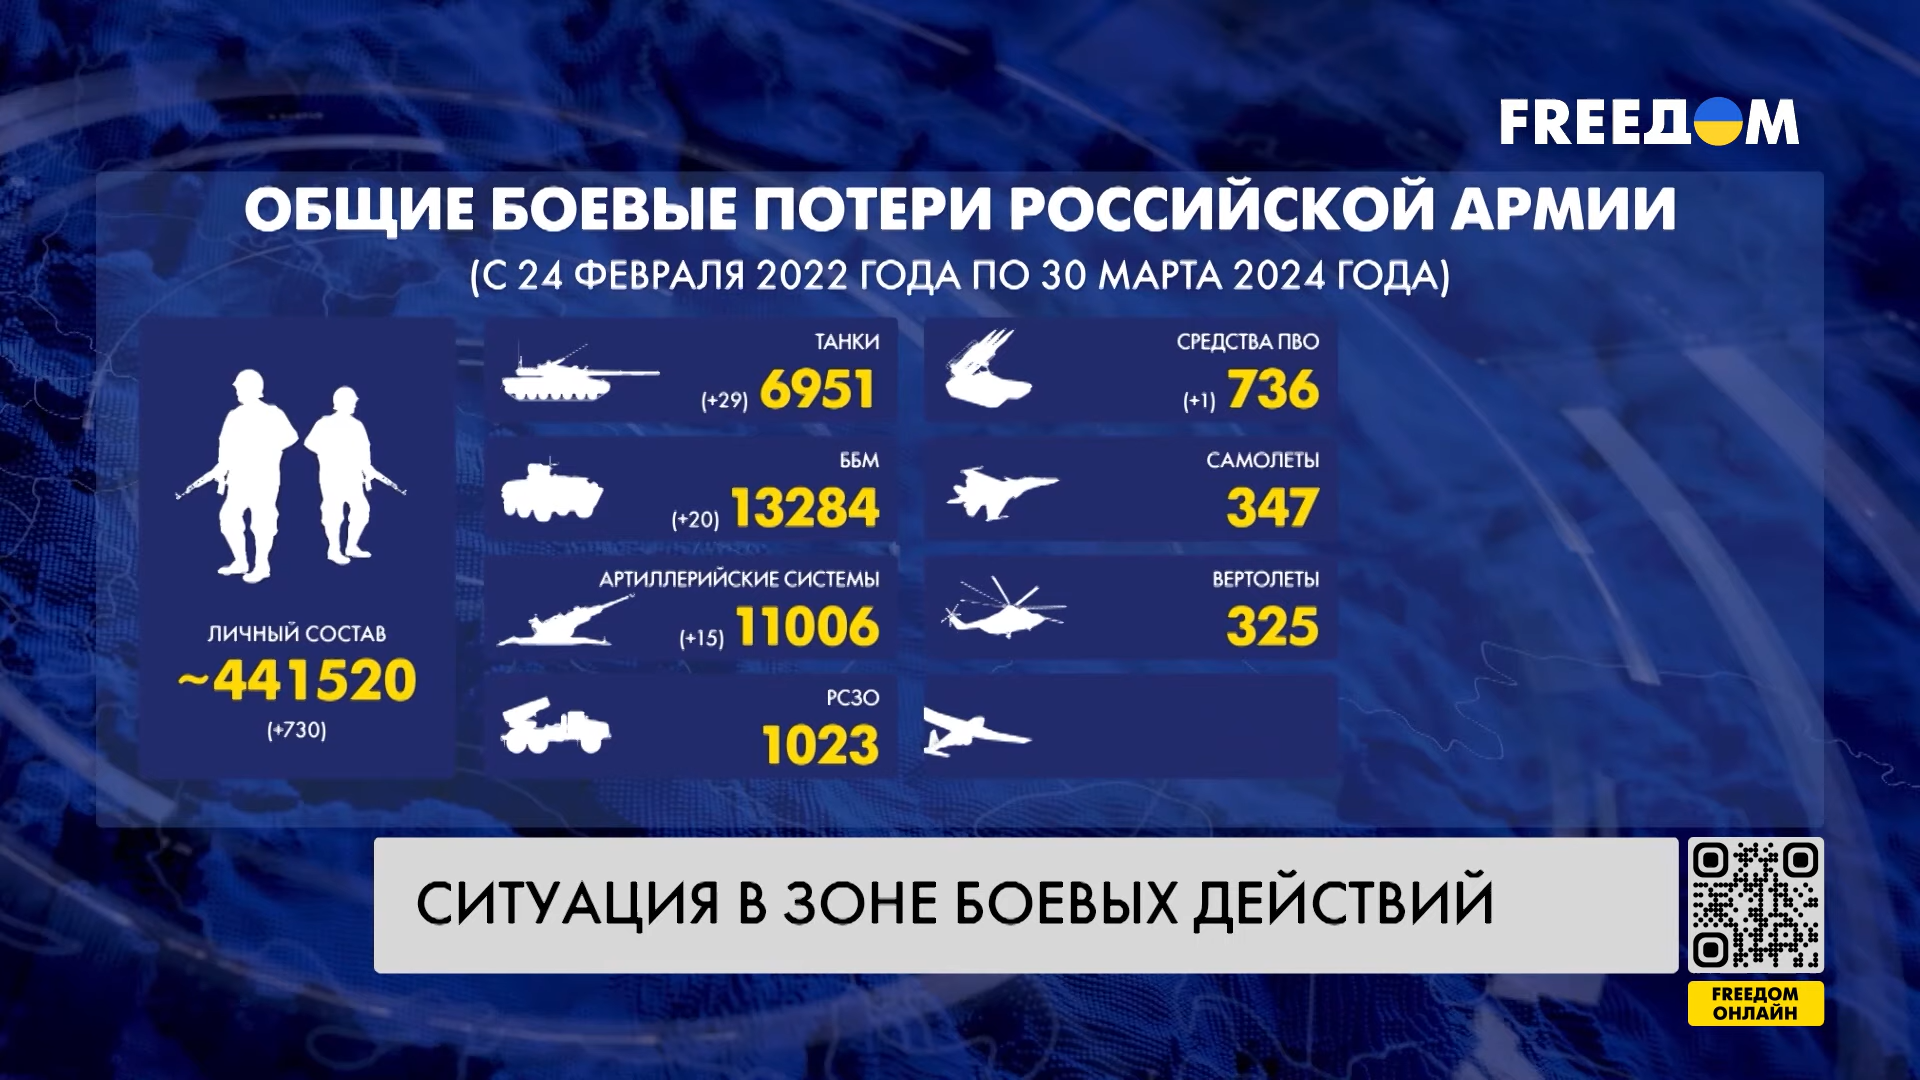 FREEДOM
ОБЩИЕ БОЕВЫЕ ПОТЕРИ РОССИЙСКОЙ АРМИИ
(С 24 ФЕВРАЛЯ 2022 ГОДА ПО 30 МАРТА 2024 ГОДА)
ЛИЧНЫЙ СОСТАВ
~441520
(+730)
ТАНКИ
(+29) 6951
ББМ
(+20) 13284
АРТИЛЛЕРИЙСКИЕ СИСТЕМЫ
(+15) 11006
РСЗО
1023
СРЕДСТВА ПВО
(+1) 736
САМОЛЕТЫ
347
ВЕРТОЛЕТЫ
325
СИТУАЦИЯ В ЗОНЕ БОЕВЫХ ДЕЙСТВИЙ
FREEДОМ
ОНЛАЙН